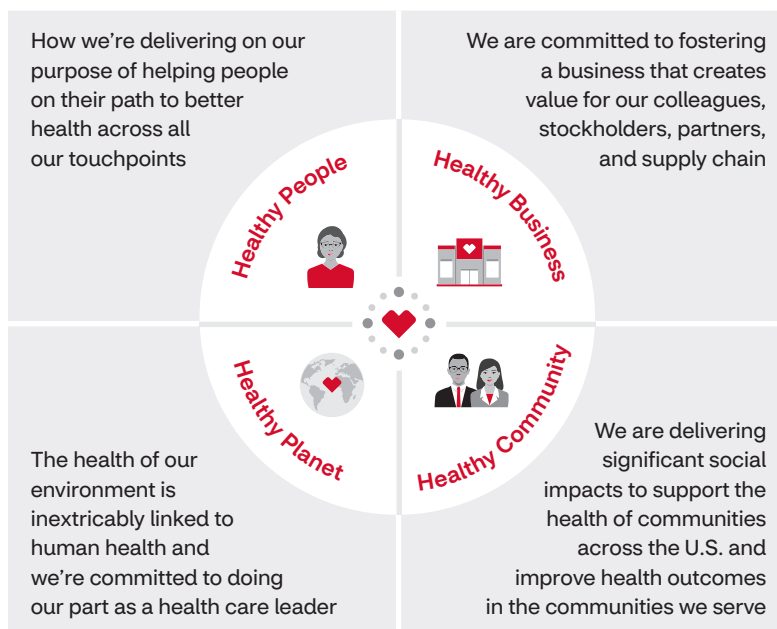 How we’re delivering on our
purpose of helping people
on their path to better
health across all
our touchpoints
We are committed to fostering
a business that creates
value for our colleagues,
stockholders, partners,
and supply chain
Healthy People
Healthy Business
Healthy Planet
Healthy Community
The health of our
environment is
inextricably linked to
human health and
we’re committed to doing
our part as a health care leader
We are delivering
significant social
impacts to support the
health of communities
across the U.S. and
improve health outcomes
in the communities we serve